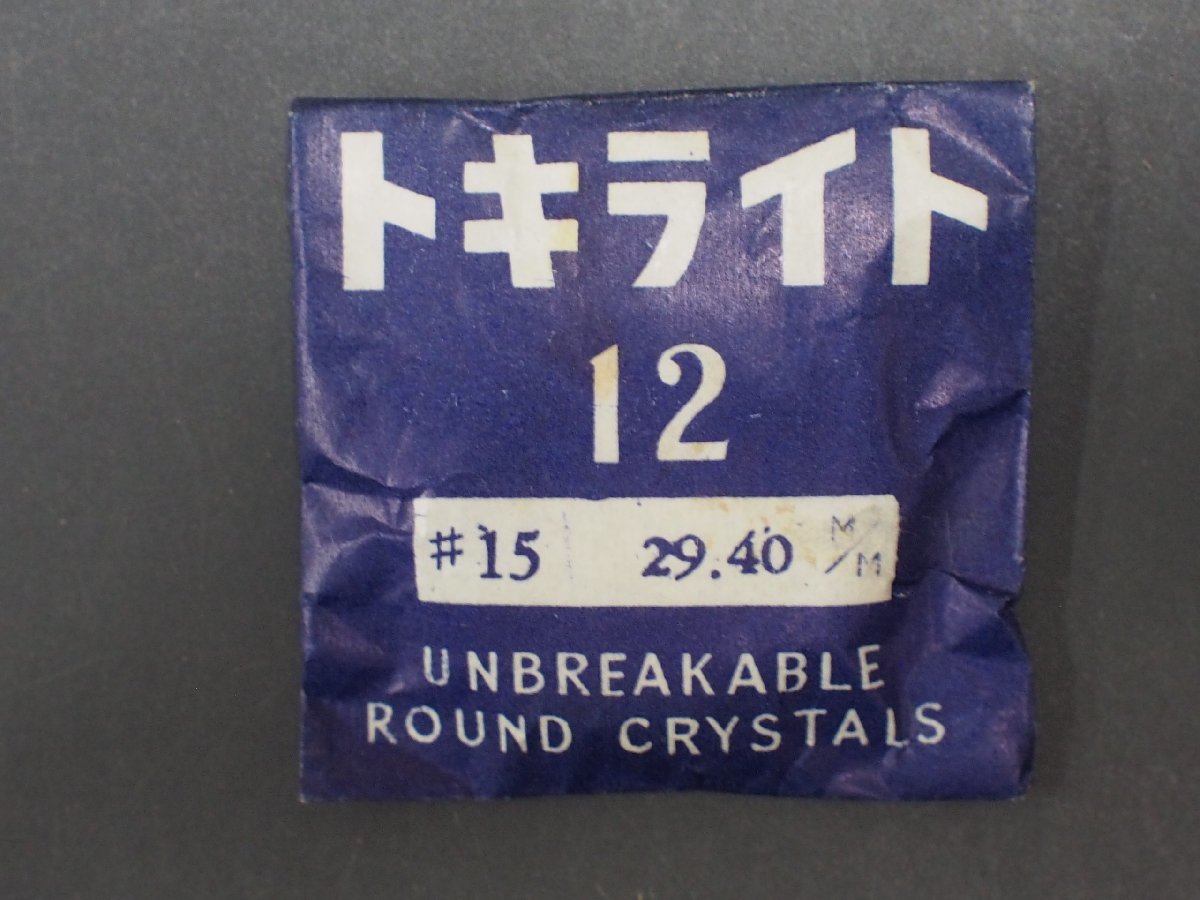 トキライト
12
#15 29.40 M/M
UNBREAKABLE
ROUND CRYSTALS